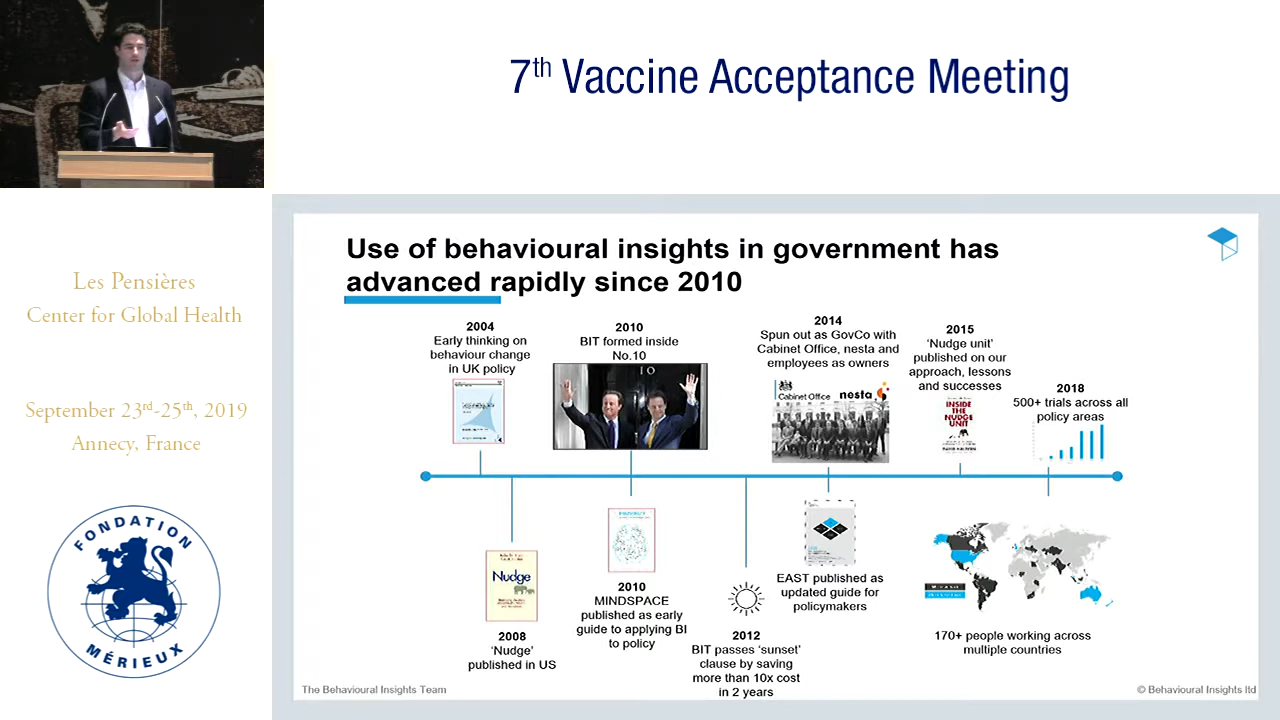 7th Vaccine Acceptance Meeting
Les Pensières
Center for Global Health
September 23rd-25th, 2019
Annecy, France
FONDATION
MÉRIEUX
Use of behavioural insights in government has
advanced rapidly since 2010
2004
Early thinking on
behaviour change
in UK policy
2010
BIT formed inside
No.10
10
2014
Spun out as GovCo with
Cabinet Office, nesta and
employees as owners
Cabinet Office
nesta
2015
‘Nudge unit’
published on our
approach, lessons
and successes
INSIDE
THE
NUDGE
UNIT
2018
500+ trials across all
policy areas
Nudge
2008
‘Nudge’
published in US
2010
MINDSPACE
published as early
guide to applying BI
to policy
2012
BIT passes ‘sunset’
clause by saving
more than 10x cost
in 2 years
EAST published as
updated guide for
policymakers
170+ people working across
multiple countries
The Behavioural Insights Team
© Behavioural Insights ltd